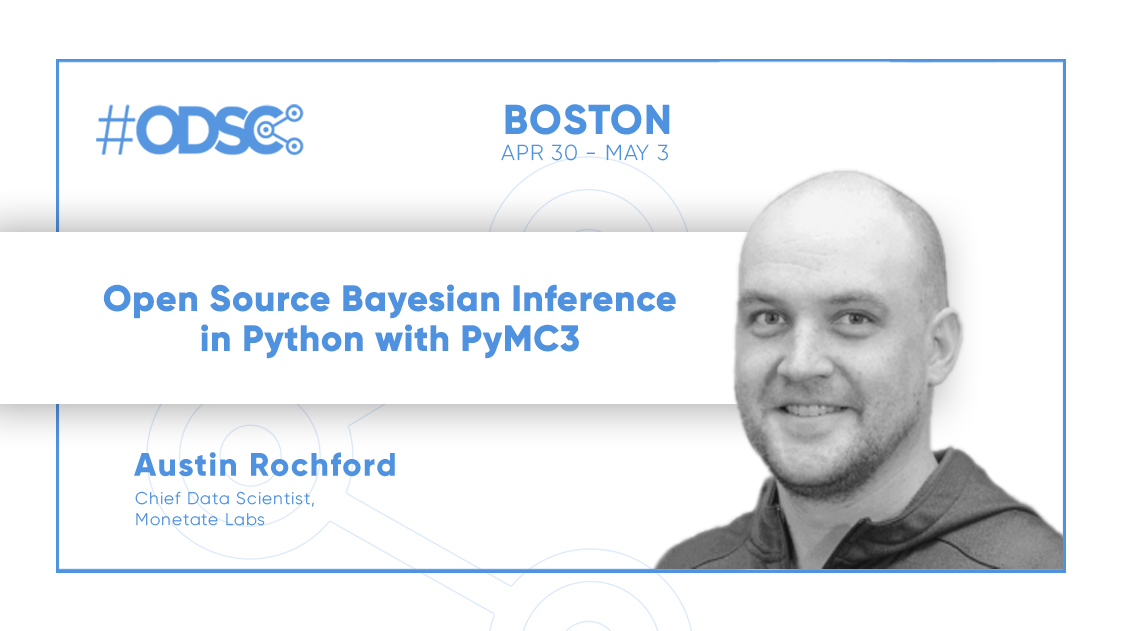 #ODSC
BOSTON
APR 30 - MAY 3
Open Source Bayesian Inference
in Python with PyMC3
Austin Rochford
Chief Data Scientist,
Monetate Labs